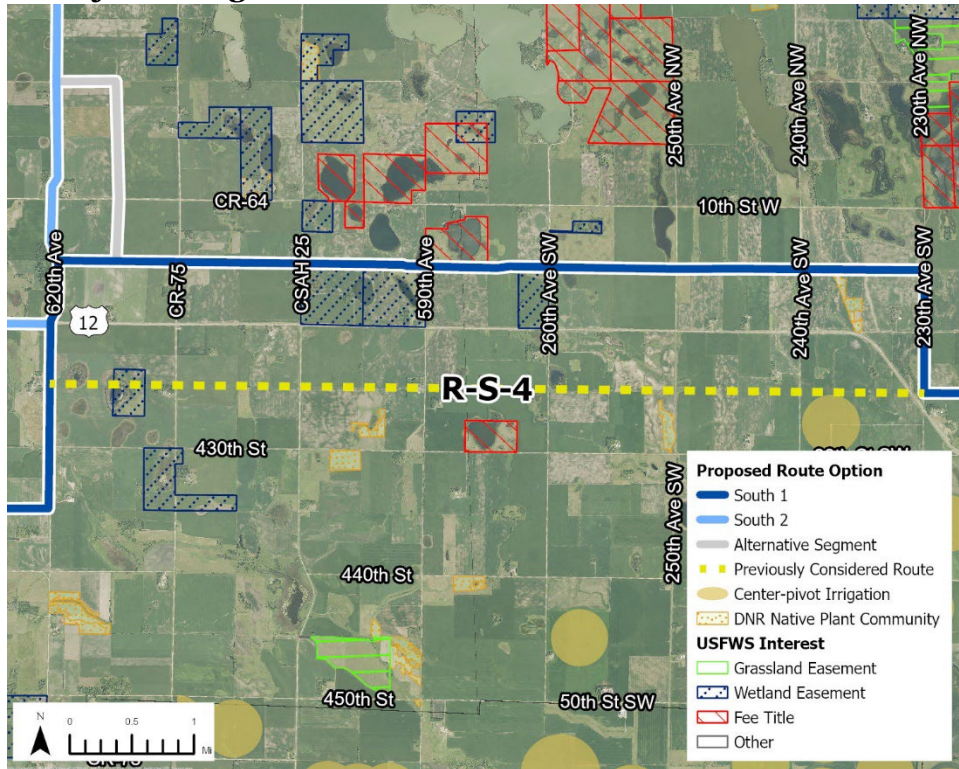 250th Ave NW
240th Ave NW
230th Ave NW
CR-64
10th St W
620th Ave
CR-75
CSAH 25
590th Ave
260th Ave SW
240th Ave SW
230th Ave SW
12
R-S-4
430th St
250th Ave SW
440th St
450th St
50th St SW
N
0 0.5 1
Mi
Proposed Route Option
South 1
South 2
Alternative Segment
Previously Considered Route
Center-pivot Irrigation
DNR Native Plant Community
USFWS Interest
Grassland Easement
Wetland Easement
Fee Title
Other